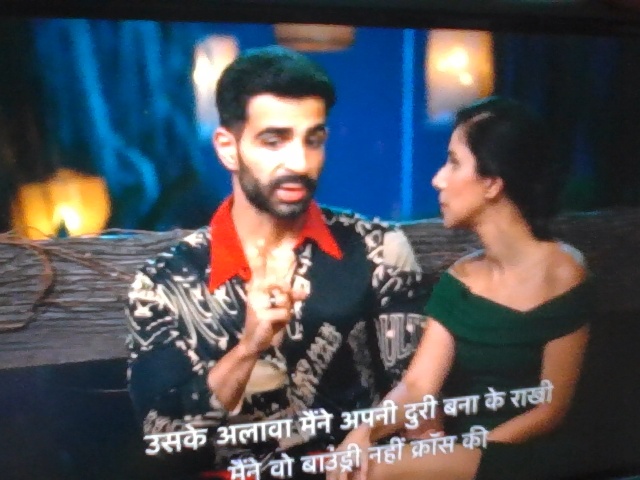 उसके अलावा मैंने अपनी दुरी बना के राखी
मैंने वो बाउंड्री नहीं क्रॉस की